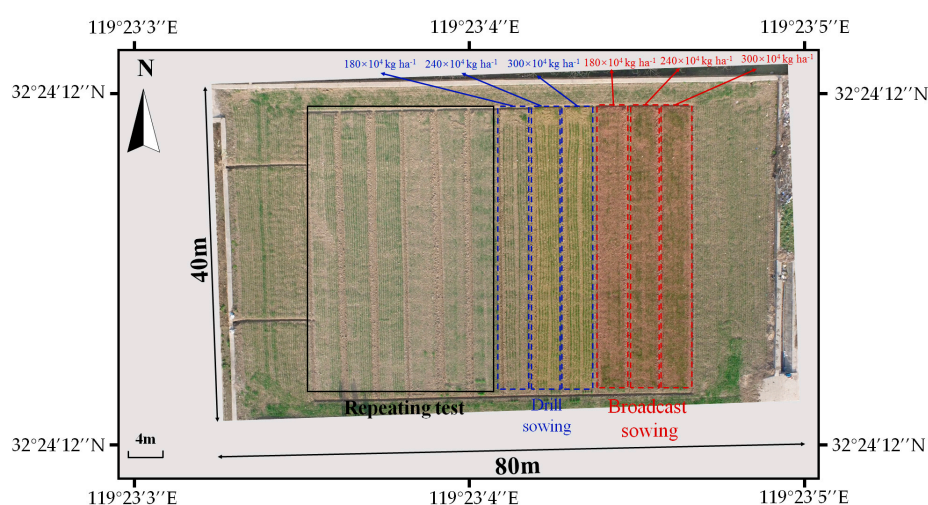 119°23′3′′E 119°23′4′′E 119°23′5′′E
180×10⁴ kg ha⁻¹ 240×10⁴ kg ha⁻¹ 300×10⁴ kg ha⁻¹ 180×10⁴ kg ha⁻¹ 240×10⁴ kg ha⁻¹ 300×10⁴ kg ha⁻¹
N
32°24′12′′N 32°24′12′′N
40m
Repeating test
Drill
sowing
Broadcast
sowing
4m
32°24′12′′N 32°24′12′′N
80m
119°23′3′′E 119°23′4′′E 119°23′5′′E